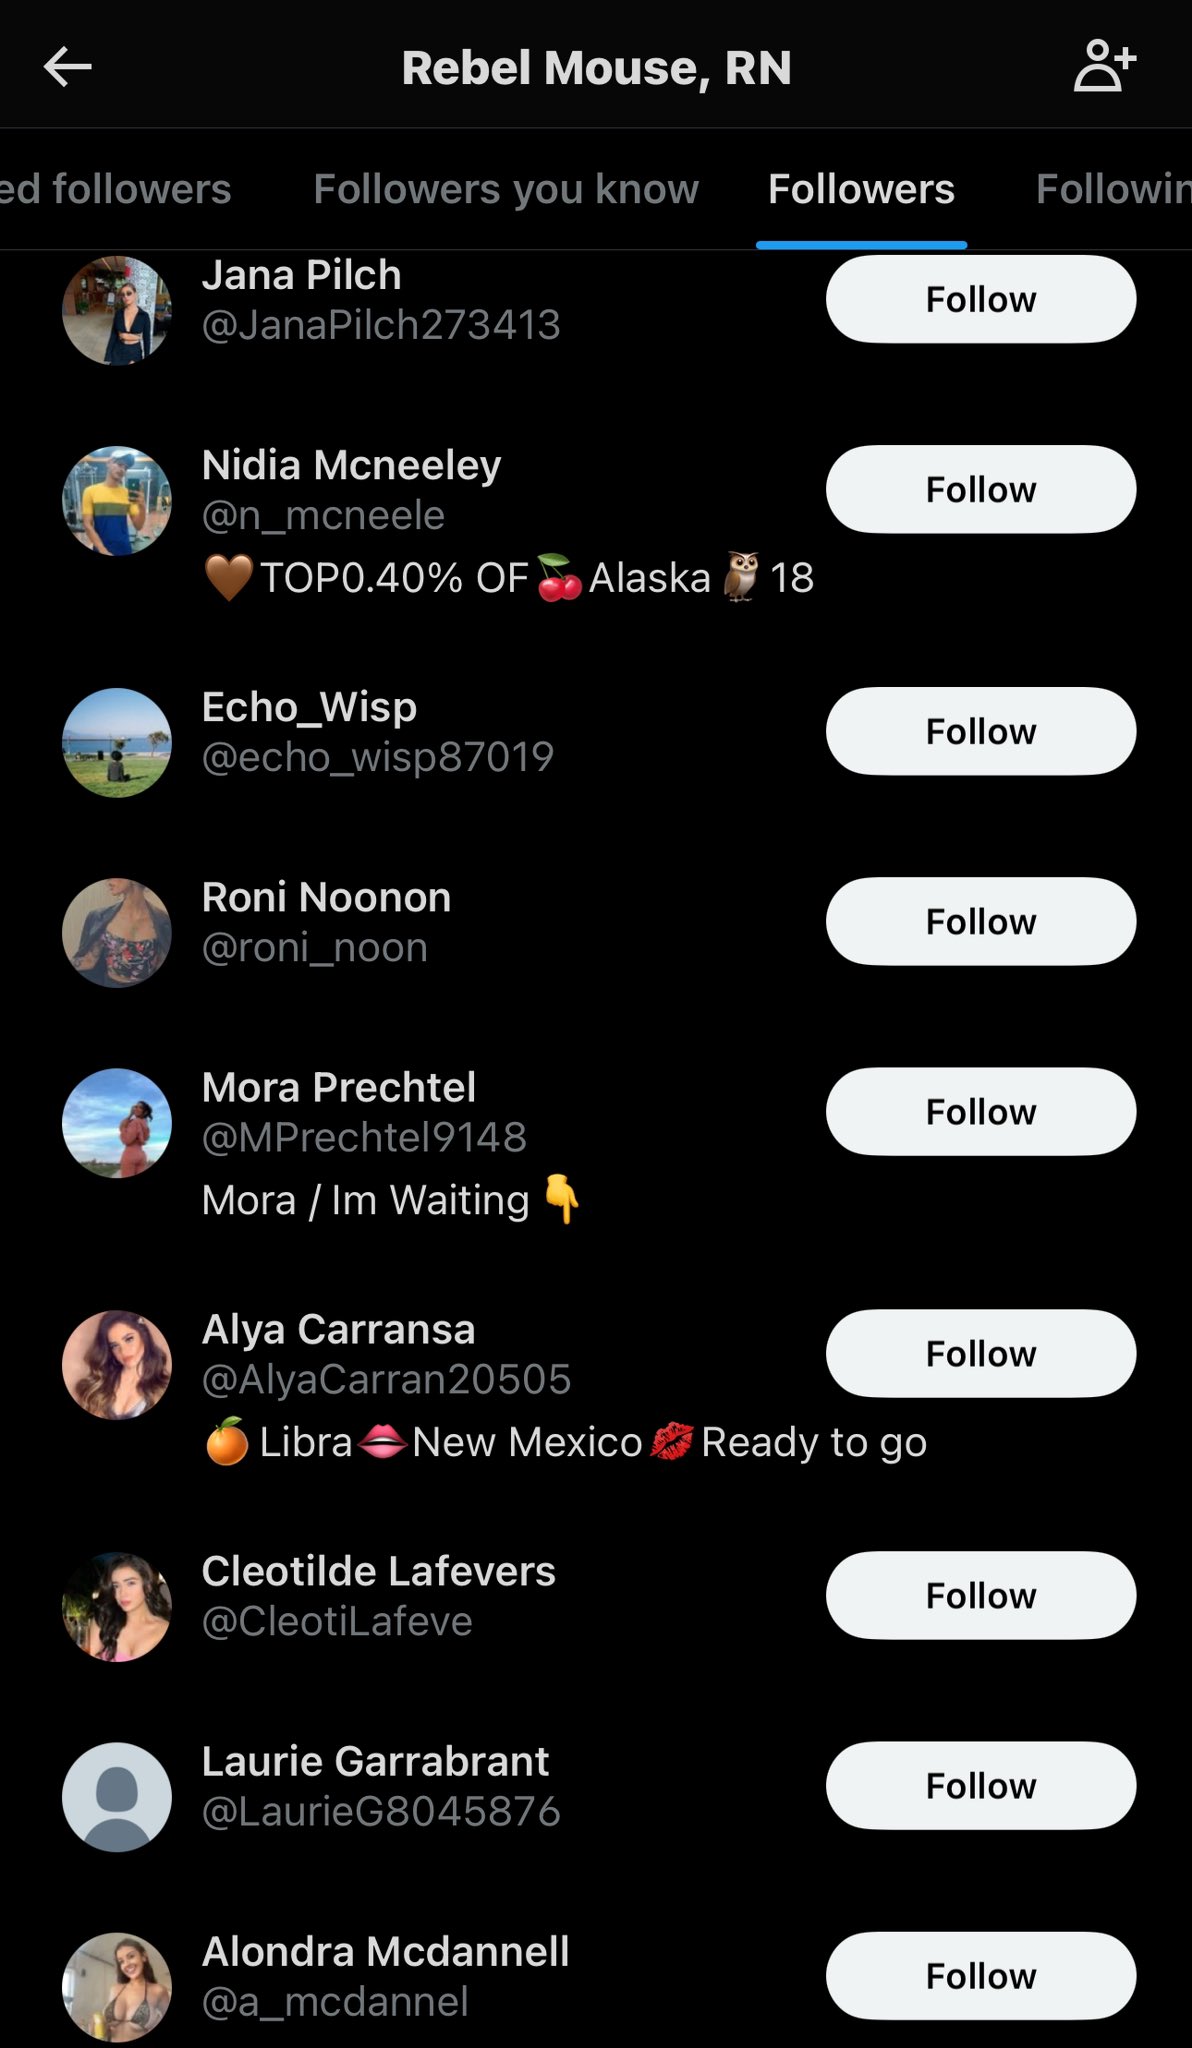 Rebel Mouse, RN
ed followers Followers you know Followers Followin
Jana Pilch
@JanaPilch273413
Follow
Nidia Mcneeley
@n_mcneele
Follow
🤎TOP0.40% OF🍒Alaska🦉18
Echo_Wisp
@echo_wisp87019
Follow
Roni Noonon
@roni_noon
Follow
Mora Prechtel
@MPrechtel9148
Follow
Mora / Im Waiting 👇
Alya Carransa
@AlyaCarran20505
Follow
🍊Libra👄New Mexico💋Ready to go
Cleotilde Lafevers
@CleotiLafeve
Follow
Laurie Garrabrant
@LaurieG8045876
Follow
Alondra Mcdannell
@a_mcdannel
Follow